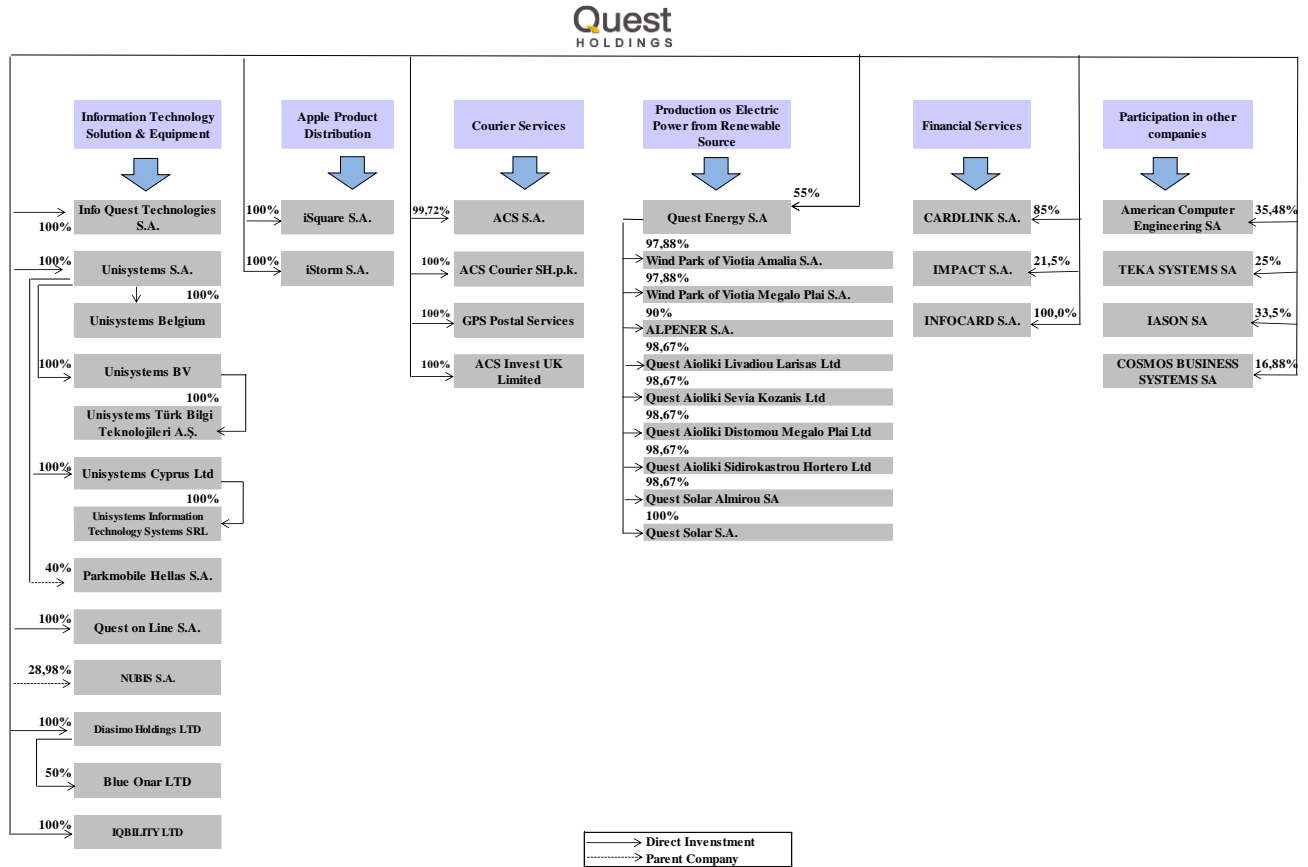 Quest
HOLDINGS
Information Technology
Solution & Equipment
Info Quest Technologies
S.A.
100%
100%
Unisystems S.A.
100%
Unisystems Belgium
100%
Unisystems BV
100%
Unisystems Türk Bilgi
Teknolojileri A.Ş.
100%
Unisystems Cyprus Ltd
100%
Unisystems Information
Technology Systems SRL
40%
Parkmobile Hellas S.A.
100%
Quest on Line S.A.
28,98%
NUBIS S.A.
100%
Diasimo Holdings LTD
50%
Blue Onar LTD
100%
IQBILITY LTD
Apple Product
Distribution
100%
iSquare S.A.
100%
iStorm S.A.
Courier Services
99,72%
ACS S.A.
100%
ACS Courier SH.p.k.
100%
GPS Postal Services
100%
ACS Invest UK
Limited
Production os Electric
Power from Renewable
Source
55%
Quest Energy S.A
97,88%
Wind Park of Viotia Amalia S.A.
97,88%
Wind Park of Viotia Megalo Plai S.A.
90%
ALPENER S.A.
98,67%
Quest Aioliki Livadiou Larisas Ltd
98,67%
Quest Aioliki Sevia Kozanis Ltd
98,67%
Quest Aioliki Distomou Megalo Plai Ltd
98,67%
Quest Aioliki Sidirokastrou Hortero Ltd
98,67%
Quest Solar Almirou SA
100%
Quest Solar S.A.
Financial Services
CARDLINK S.A.
85%
IMPACT S.A.
21,5%
INFOCARD S.A.
100,0%
Participation in other
companies
American Computer
Engineering SA
35,48%
TEKA SYSTEMS SA
25%
IASON SA
33,5%
COSMOS BUSINESS
SYSTEMS SA
16,88%
Direct Invenstment
Parent Company